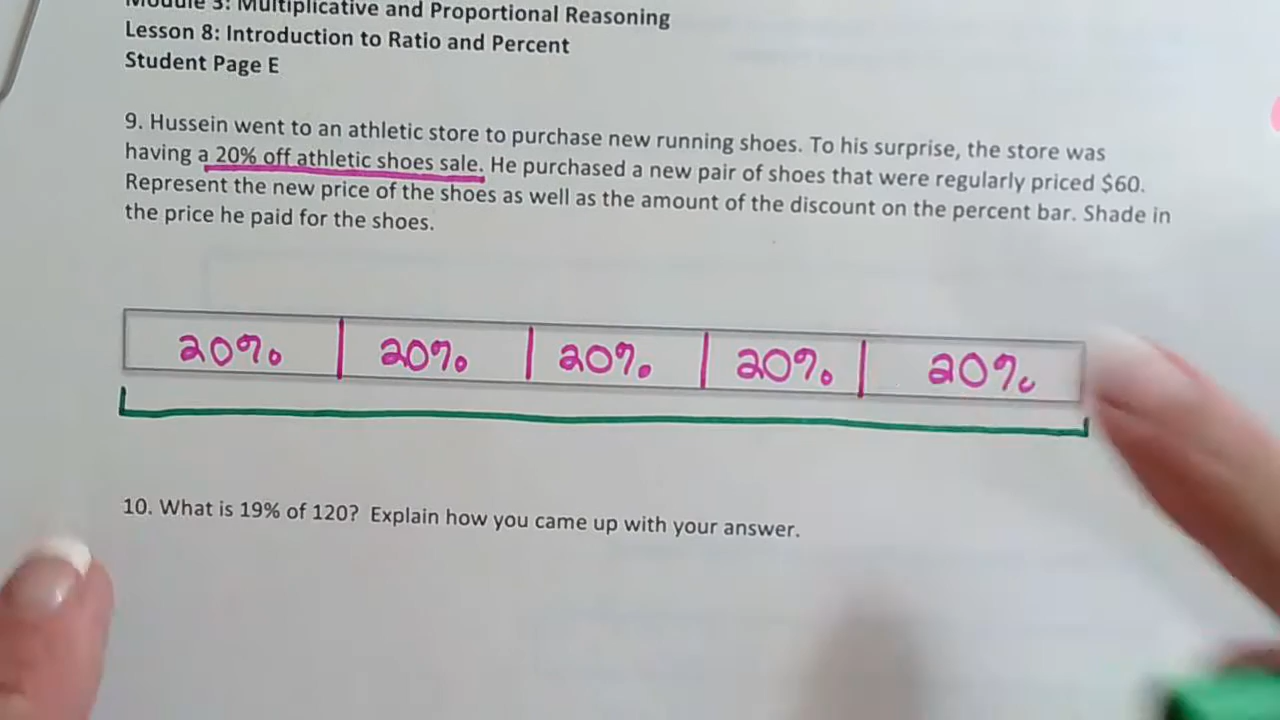 Module 3: Multiplicative and Proportional Reasoning
Lesson 8: Introduction to Ratio and Percent
Student Page E
9. Hussein went to an athletic store to purchase new running shoes. To his surprise, the store was
having a 20% off athletic shoes sale. He purchased a new pair of shoes that were regularly priced $60.
Represent the new price of the shoes as well as the amount of the discount on the percent bar. Shade in
the price he paid for the shoes.
20% 20% 20% 20% 20%
10. What is 19% of 120? Explain how you came up with your answer.